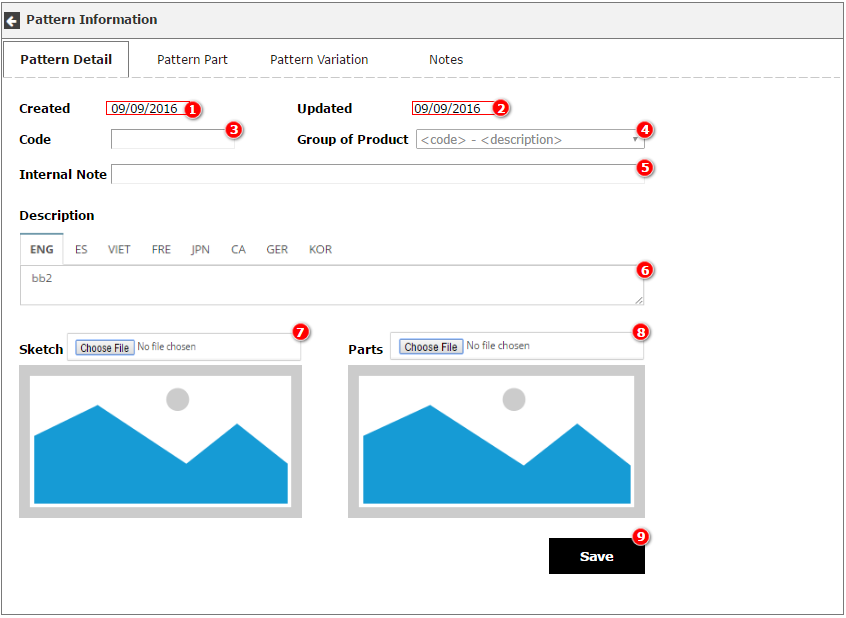 Pattern Information
Pattern Detail Pattern Part Pattern Variation Notes
Created 09/09/2016 1 Updated 09/09/2016 2
Code 3 Group of Product <code> - <description> 4
Internal Note 5
Description
ENG ES VIET FRE JPN CA GER KOR
bb2 6
Sketch Choose File No file chosen 7 Parts Choose File No file chosen 8
Save 9